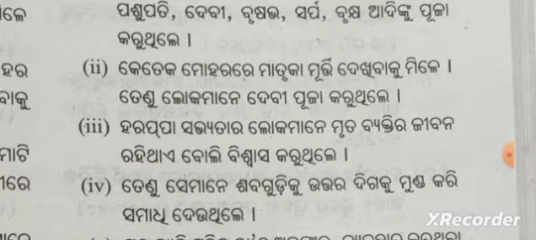 ଳେ ପଶୁପତି, ଦେବୀ, ବୃଷଭ, ସର୍ପ, ବୃକ୍ଷ ଆଦିଙ୍କୁ ପୂଜା
କରୁଥିଲେ ।
ହର (ii) କେତେକ ମୋହରରେ ମାତୃକା ମୂର୍ତ୍ତି ଦେଖିବାକୁ ମିଳେ ।
ବାକୁ ତେଣୁ ଲୋକମାନେ ଦେବୀ ପୂଜା କରୁଥିଲେ ।
(iii) ହରପ୍ପା ସଭ୍ୟତାର ଲୋକମାନେ ମୃତ ବ୍ୟକ୍ତିର ଜୀବନ
ମାଟି ରହିଥାଏ ବୋଲି ବିଶ୍ୱାସ କରୁଥିଲେ ।
ୀରେ (iv) ତେଣୁ ସେମାନେ ଶବଗୁଡ଼ିକୁ ଉତ୍ତର ଦିଗକୁ ମୁଣ୍ଡ କରି
ସମାଧି ଦେଉଥିଲେ ।
XRecorder